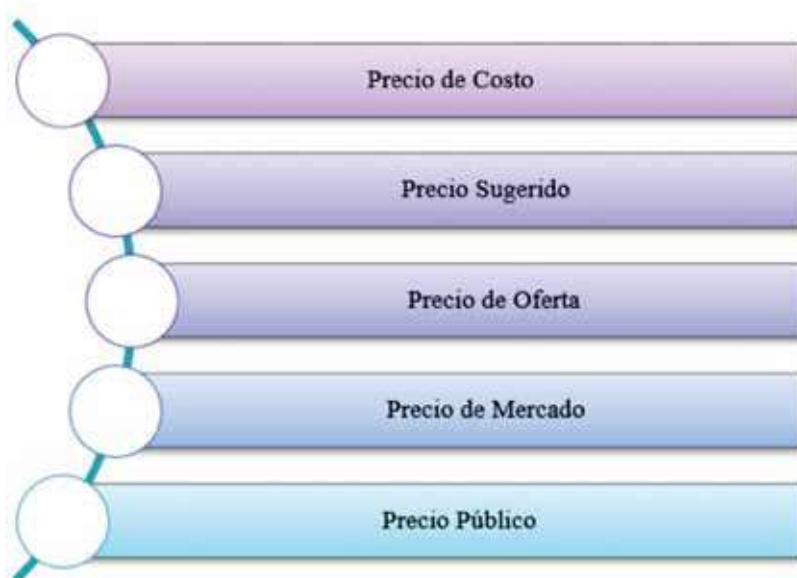 Precio de Costo
Precio Sugerido
Precio de Oferta
Precio de Mercado
Precio Público